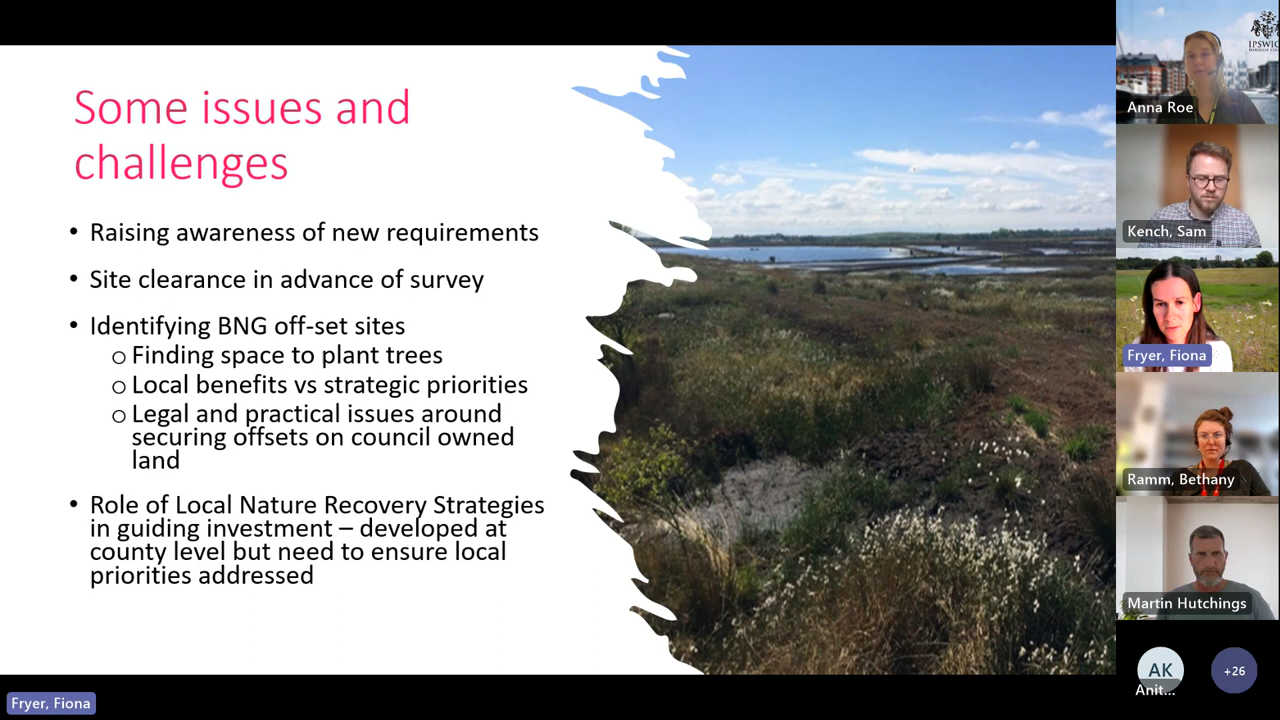 Some issues and
challenges
• Raising awareness of new requirements
• Site clearance in advance of survey
• Identifying BNG off-set sites
o Finding space to plant trees
o Local benefits vs strategic priorities
o Legal and practical issues around
securing offsets on council owned
land
• Role of Local Nature Recovery Strategies
in guiding investment – developed at
county level but need to ensure local
priorities addressed
Fryer, Fiona
Anna Roe
Kench, Sam
Fryer, Fiona
Ramm, Bethany
Martin Hutchings
AK
Anit...
+26